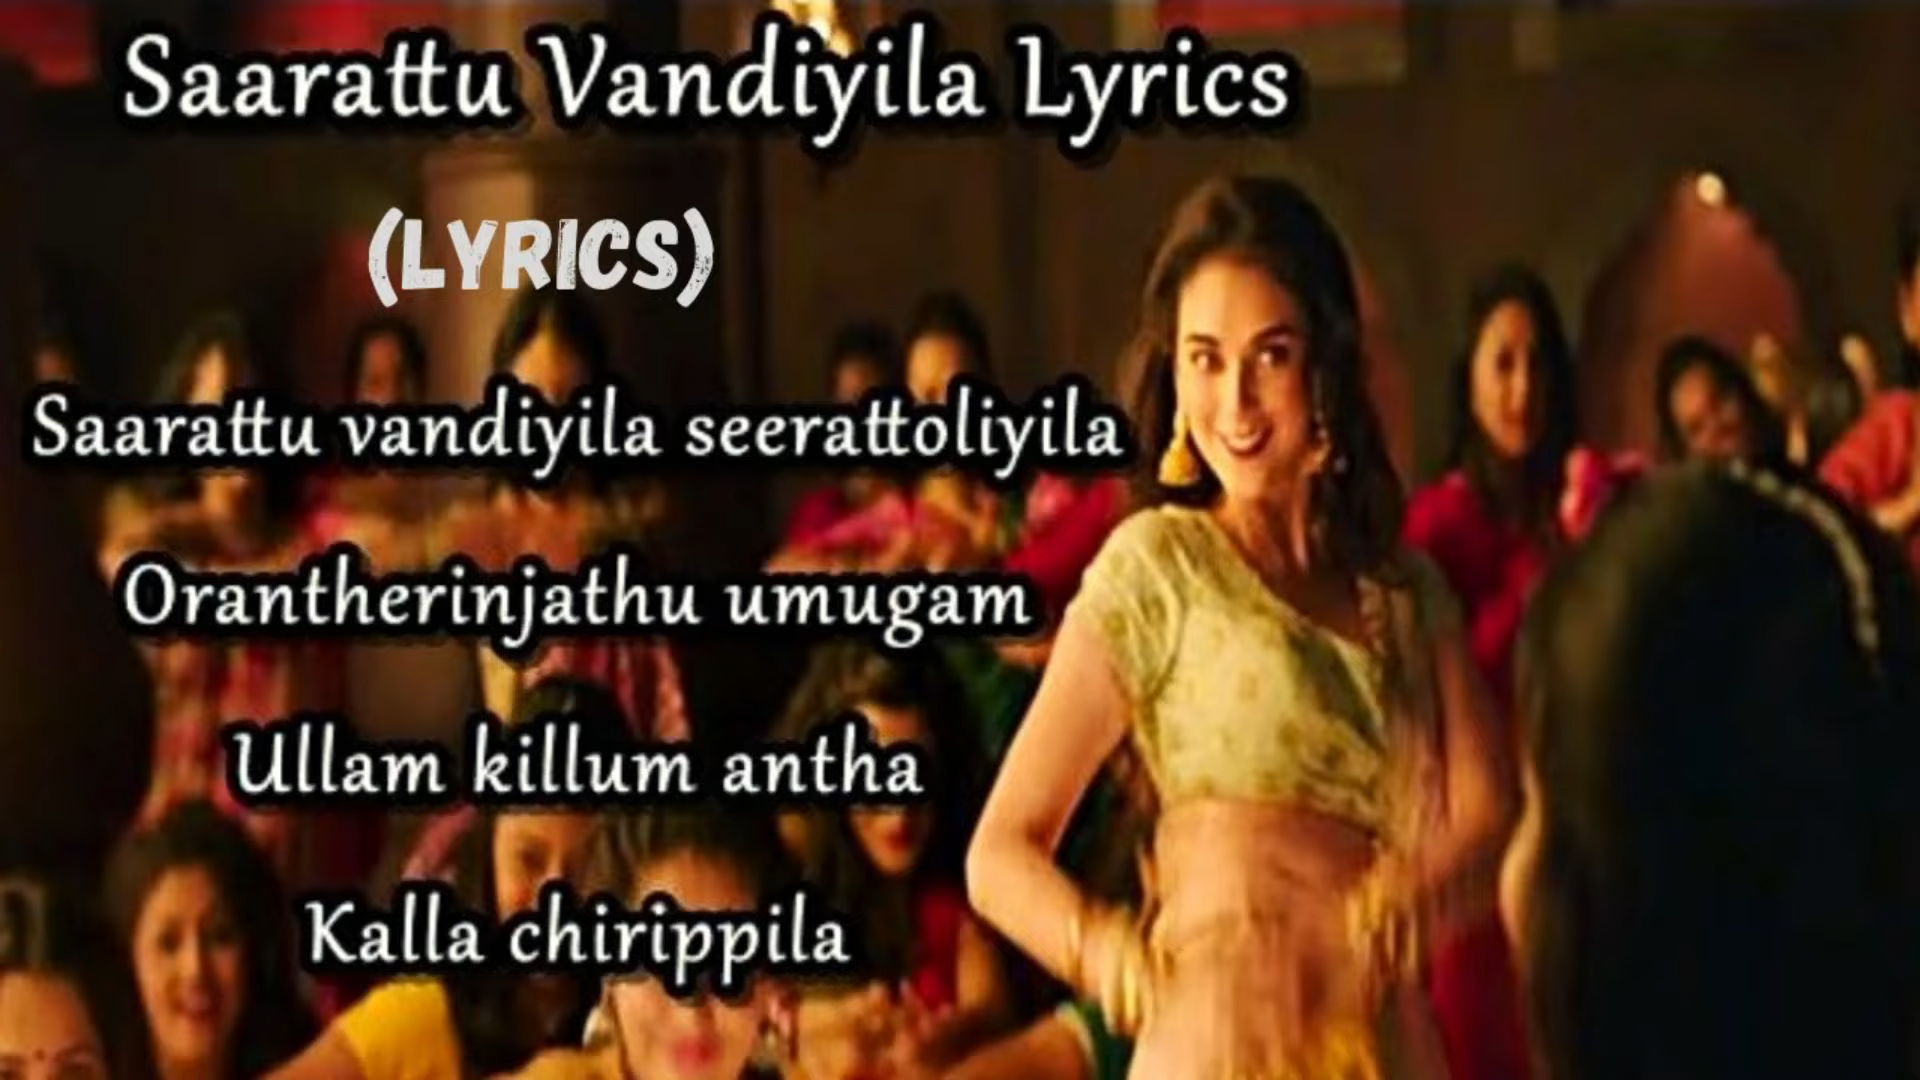 Saarattu Vandiyila Lyrics
(LYRICS)
Saarattu vandiyila seerattoliyila
Orantherinjathu umugam
Ullam killum antha
Kalla chirippila